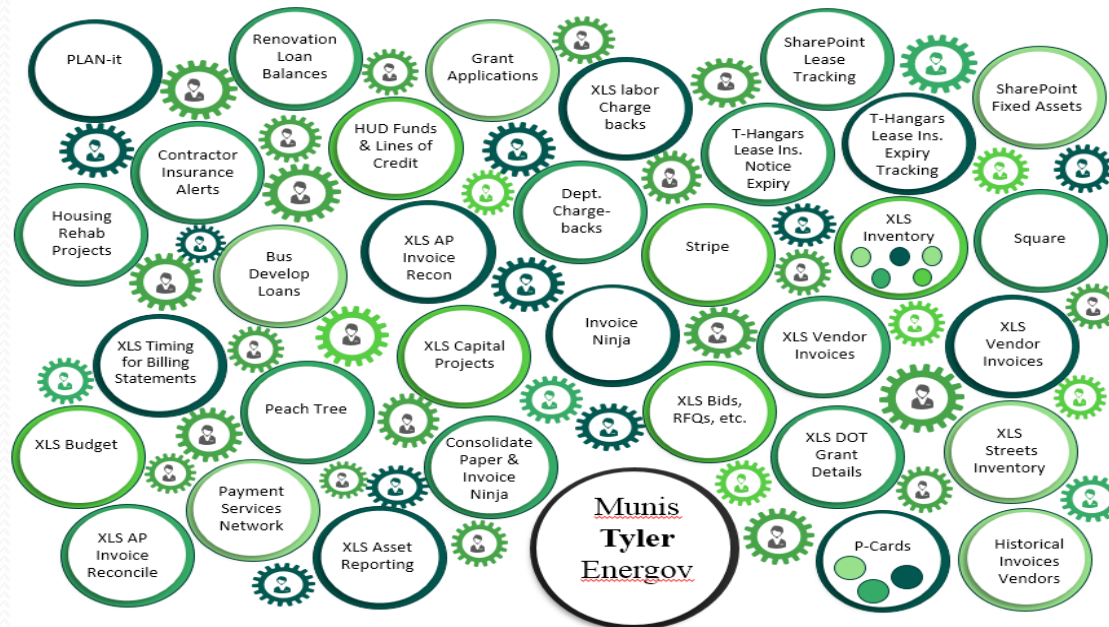 PLAN-it
Renovation
Loan
Balances
Grant
Applications
XLS labor
Charge
backs
SharePoint
Lease
Tracking
SharePoint
Fixed Assets
Contractor
Insurance
Alerts
HUD Funds
& Lines of
Credit
T-Hangars
Lease Ins.
Notice
Expiry
T-Hangars
Lease Ins.
Expiry
Tracking
Housing
Rehab
Projects
Bus
Develop
Loans
XLS AP
Invoice
Recon
Dept.
Charge-
backs
Stripe
XLS
Inventory
Square
XLS Timing
for Billing
Statements
XLS Capital
Projects
Invoice
Ninja
XLS Vendor
Invoices
XLS
Vendor
Invoices
Peach Tree
XLS Bids,
RFQs, etc.
XLS Budget
Consolidate
Paper &
Invoice
Ninja
XLS DOT
Grant
Details
XLS
Streets
Inventory
Payment
Services
Network
XLS AP
Invoice
Reconcile
XLS Asset
Reporting
Munis
Tyler
Energov
P-Cards
Historical
Invoices
Vendors